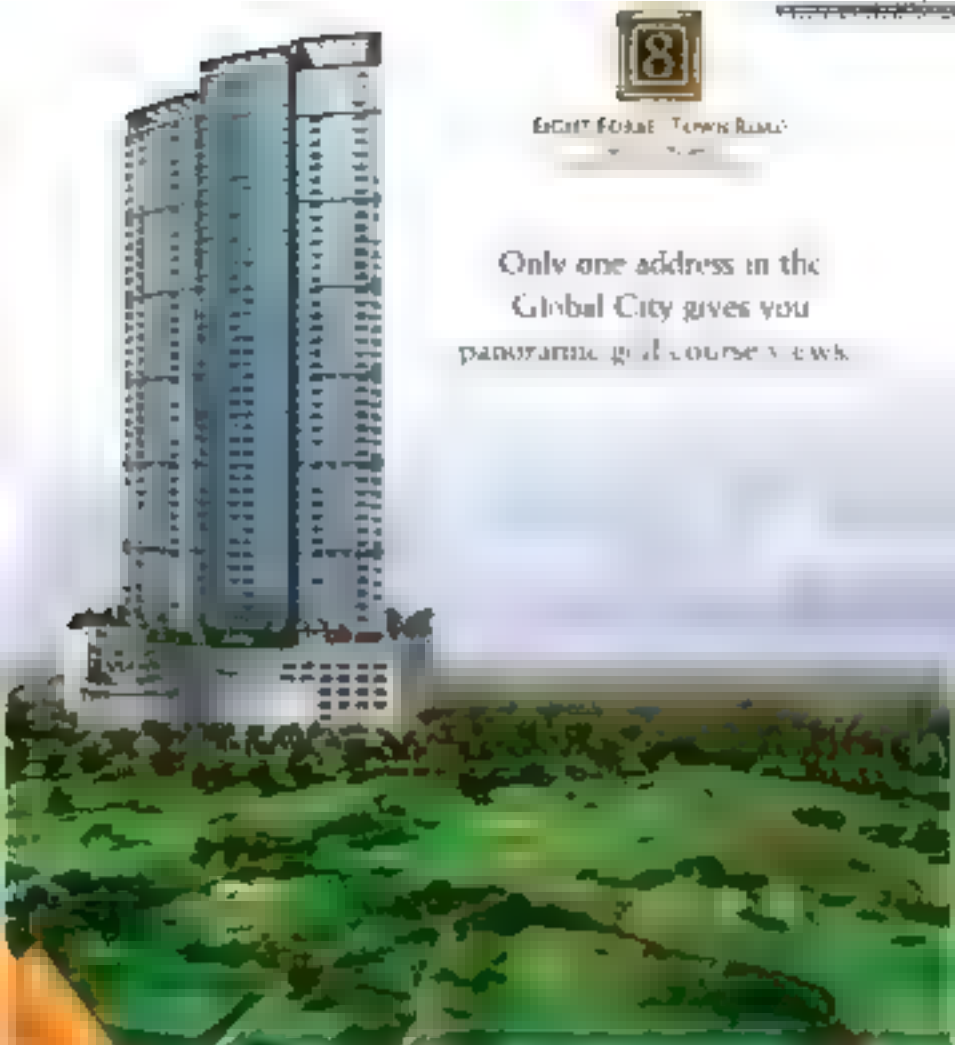 8
EIGHT FORBES TOWN ROAD
Only one address in the
Global City gives you
panoramic golf course views.